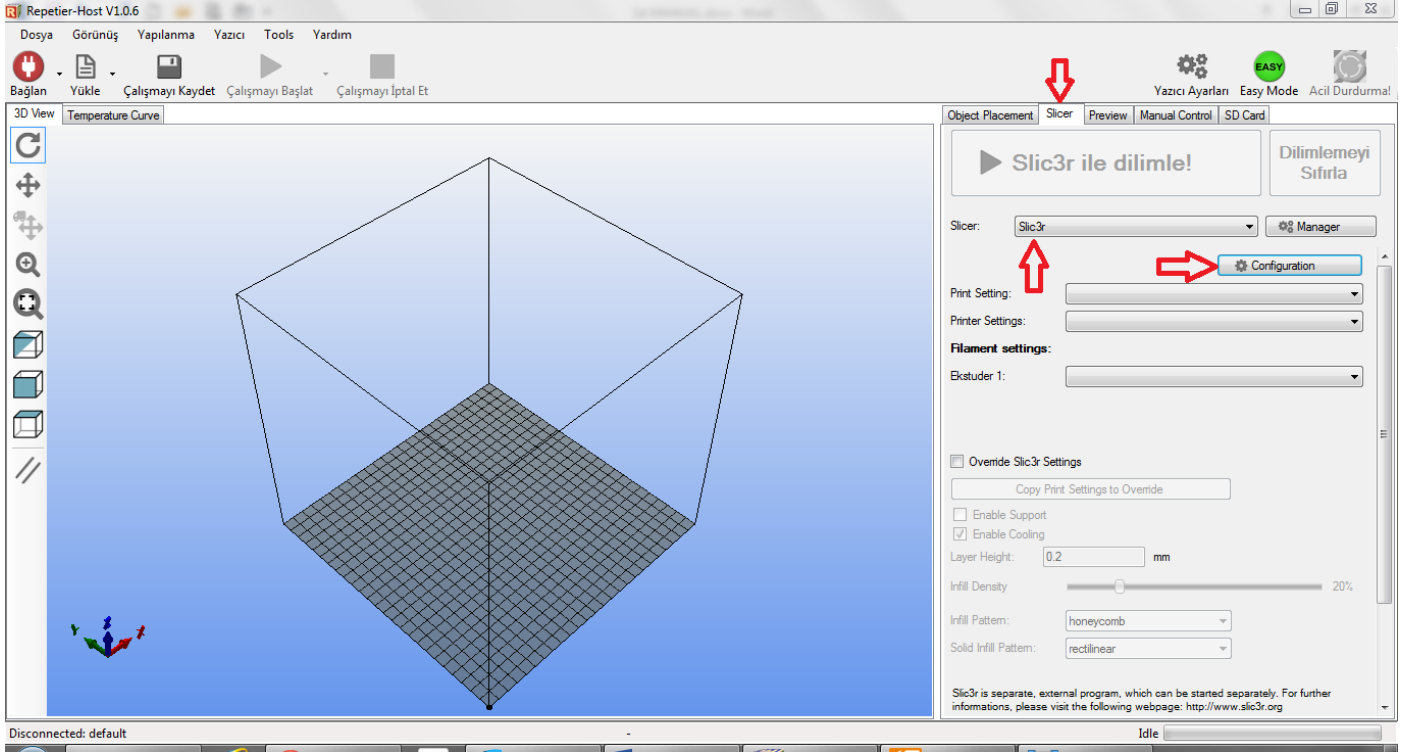 Repetier-Host V1.0.6
Dosya Görünüş Yapılanma Yazıcı Tools Yardım
Bağlan Yükle Çalışmayı Kaydet Çalışmayı Başlat Çalışmayı İptal Et Yazıcı Ayarları Easy Mode Acil Durdurma!
EASY
3D View Temperature Curve
Object Placement Slicer Preview Manual Control SD Card
Slic3r ile dilimle!
Dilimlemeyi
Sıfırla
Slicer: Slic3r Manager
Configuration
Print Setting:
Printer Settings:
Filament settings:
Ekstuder 1:
Override Slic3r Settings
Copy Print Settings to Override
Enable Support
Enable Cooling
Layer Height: 0.2 mm
Infill Density 20%
Infill Pattern: honeycomb
Solid Infill Pattern: rectilinear
Slic3r is separate, external program, which can be started separately. For further
informations, please visit the following webpage: http://www.slic3r.org
Y Z X
Disconnected: default - Idle